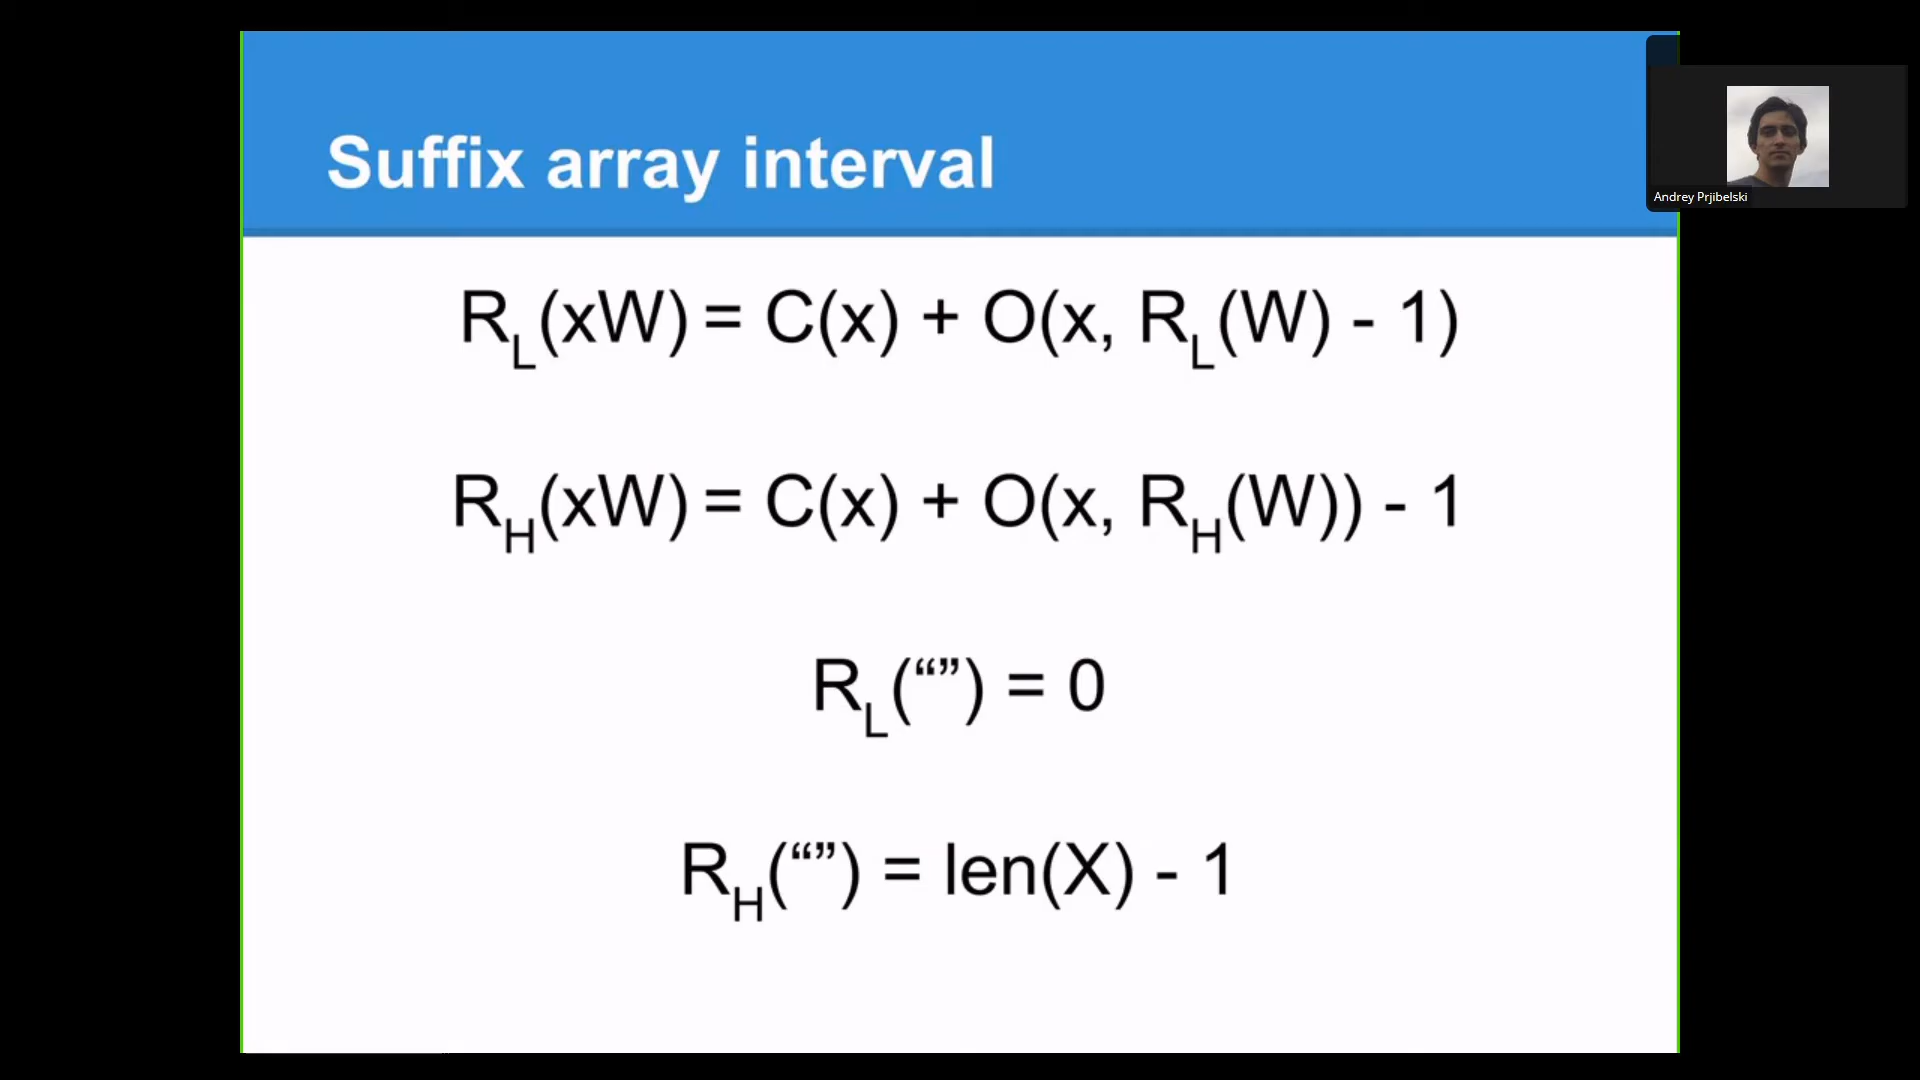 Suffix array interval
Andrey Prjibelski
R_L(xW) = C(x) + O(x, R_L(W) - 1)
R_H(xW) = C(x) + O(x, R_H(W)) - 1
R_L(“”) = 0
R_H(“”) = len(X) - 1